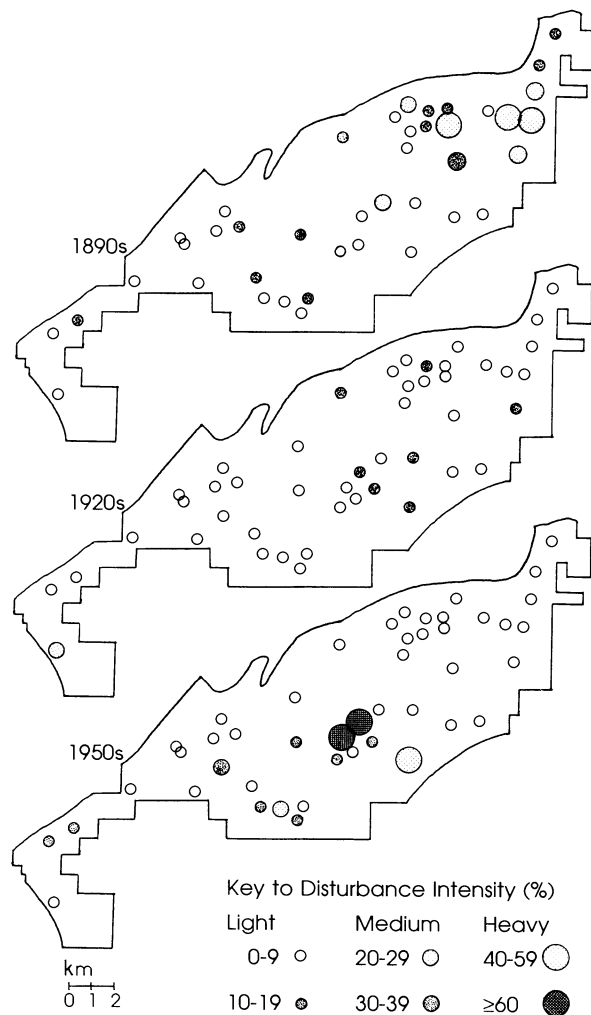 1890s
1920s
1950s
Key to Disturbance Intensity (%)
Light Medium Heavy
0-9 20-29 40-59
10-19 30-39 ≥60
km
0 1 2